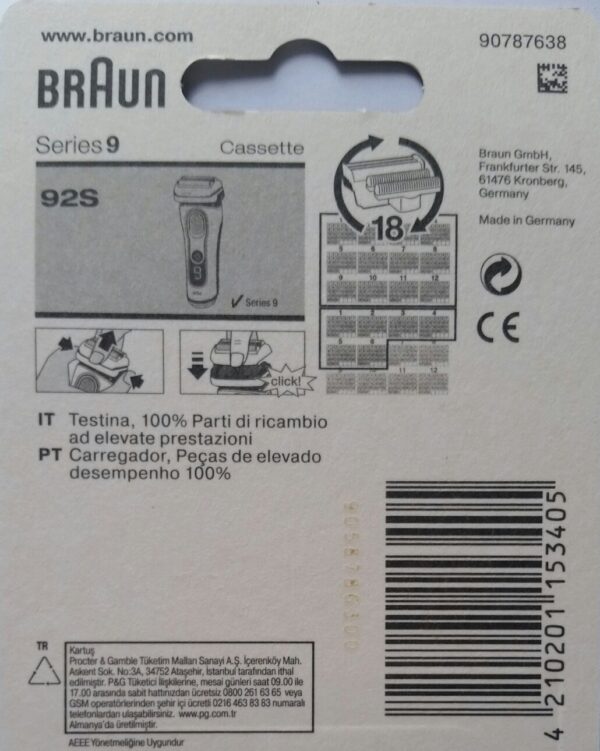 www.braun.com
90787638
BRAUN
Series 9
Cassette
92S
Series 9
18
Braun GmbH,
Frankfurter Str. 145,
61476 Kronberg,
Germany
Made in Germany
CE
click!
IT Testina, 100% Parti di ricambio
ad elevate prestazioni
PT Carregador, Peças de elevado
desempenho 100%
4 210201 153405
TR
Kartuş
Procter & Gamble Tüketim Malları Sanayi A.Ş. İçerenköy Mah.
Askent Sok. No:3A, 34752 Ataşehir, İstanbul tarafından ithal
edilmiştir. P&G Tüketici İlişkilerine, mesai günleri saat 09.00 ile
17.00 arasında sabit hattınızdan ücretsiz 0800 261 63 65 veya
GSM operatörlerinden şehir içi ücretli 0216 463 83 83 numaralı
telefonlardan ulaşabilirsiniz. www.pg.com.tr
Almanya'da üretilmiştir.
AEEE Yönetmeliğine Uygundur